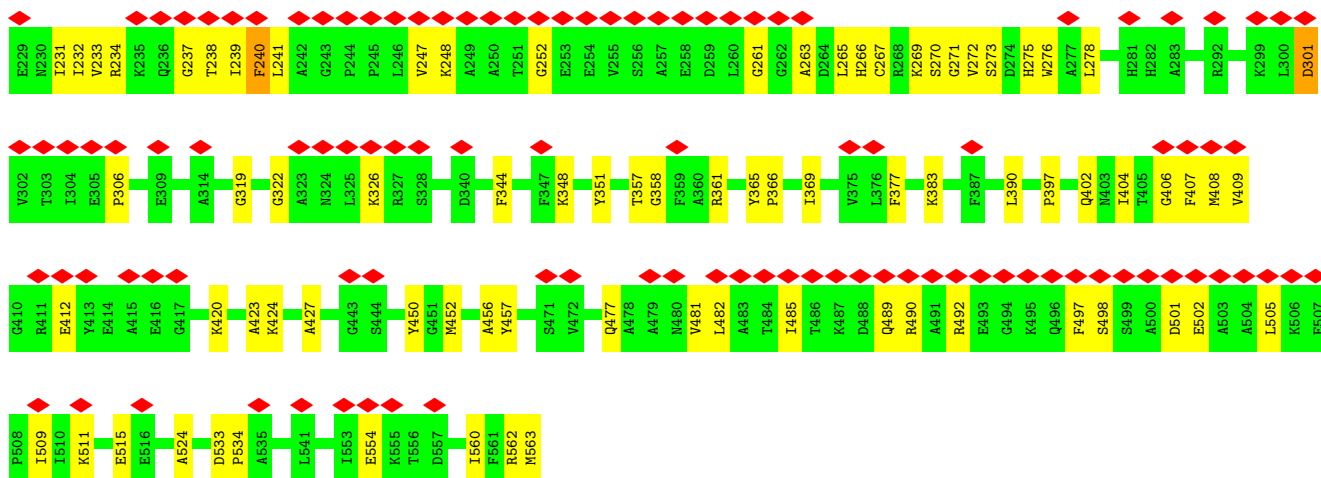 E229 N230 I231 I232 V233 R234 K235 Q236 G237 T238 I239 F240 L241 A242 G243 P244 P245 L246 V247 K248 A249 A250 T251 G252 E253 E254 V255 S256 A257 E258 D259 L260 G261 G262 A263 D264 L265 H266 C267 R268 K269 S270 G271 V272 S273 D274 H275 W276 A277 L278 H281 H282 A283 R292 K299 L300 D301
V302 T303 I304 E305 P306 E309 A314 G319 G322 A323 N324 L325 K326 R327 S328 D340 F344 F347 K348 Y351 T357 G358 F359 A360 R361 Y365 P366 I369 V375 L376 F377 K383 F387 L390 P397 Q402 N403 I404 T405 G406 F407 M408 V409
G410 R411 E412 Y413 E414 A415 E416 G417 K420 A423 K424 A427 G443 S444 Y450 G451 M452 A456 Y457 S471 V472 Q477 A478 A479 N480 V481 L482 A483 T484 I485 T486 K487 D488 Q489 R490 A491 R492 E493 G494 K495 Q496 F497 S498 S499 A500 D501 E502 A503 A504 L505 K506 E507
P508 I509 I510 K511 E515 E516 A524 D533 P534 A535 L541 I553 E554 K555 T556 D557 I560 F561 R562 M563